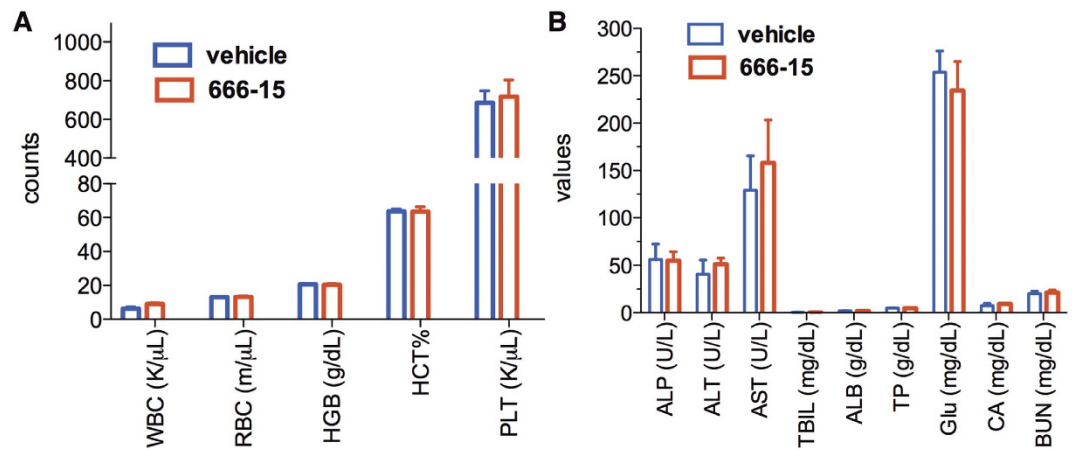 A
counts
1000
800
600
400
80
60
40
20
0
vehicle
666-15
WBC (K/µL)
RBC (m/µL)
HGB (g/dL)
HCT%
PLT (K/µL)
B
values
300
250
200
150
100
50
0
vehicle
666-15
ALP (U/L)
ALT (U/L)
AST (U/L)
TBIL (mg/dL)
ALB (g/dL)
TP (g/dL)
Glu (mg/dL)
CA (mg/dL)
BUN (mg/dL)